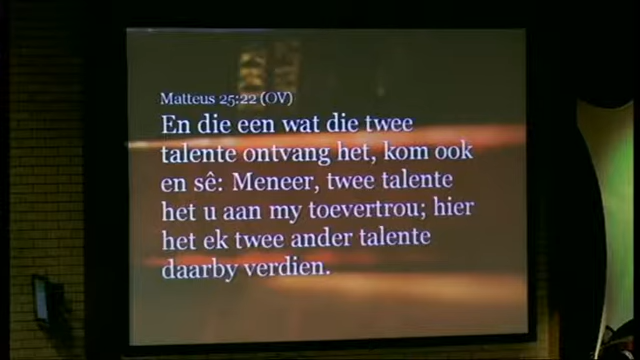 Matteus 25:22 (OV)
En die een wat die twee
talente ontvang het, kom ook
en sê: Meneer, twee talente
het u aan my toevertrou; hier
het ek twee ander talente
daarby verdien.